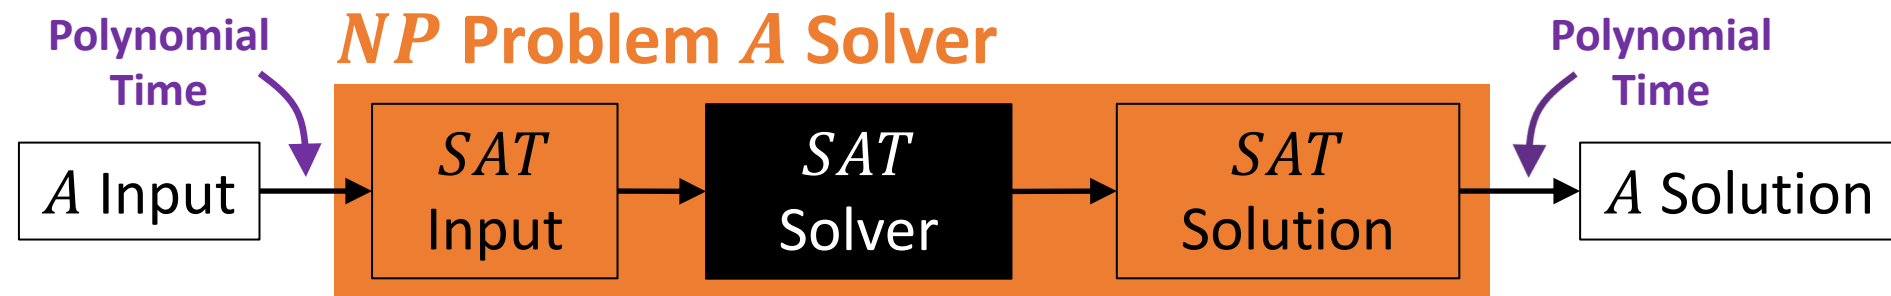 Polynomial
Time
NP Problem A Solver
Polynomial
Time
A Input
SAT
Input
SAT
Solver
SAT
Solution
A Solution